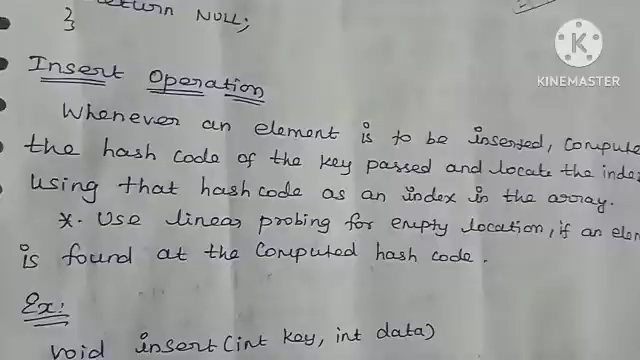 return NULL;
}
Insert Operation
Whenever an element is to be inserted, Compute
the hash code of the key passed and locate the index
using that hash code as an index in the array.
*. Use linear probing for empty location, if an elem
is found at the Computed hash code.
Ex:
void insert(int key, int data)
K
KINEMASTER